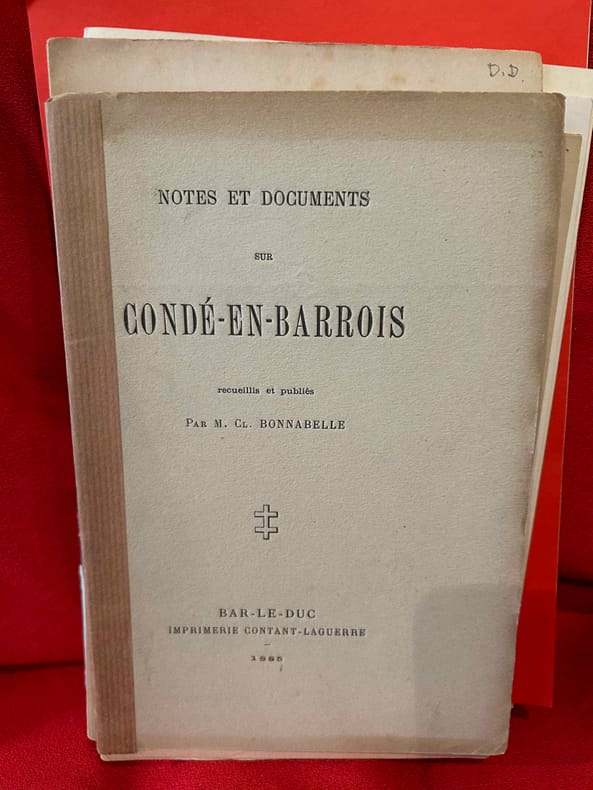 D.D.
NOTES ET DOCUMENTS
SUR
CONDÉ-EN-BARROIS
recueillis et publiés
PAR M. CL. BONNABELLE
BAR-LE-DUC
IMPRIMERIE CONTANT-LAGUERRE
1885